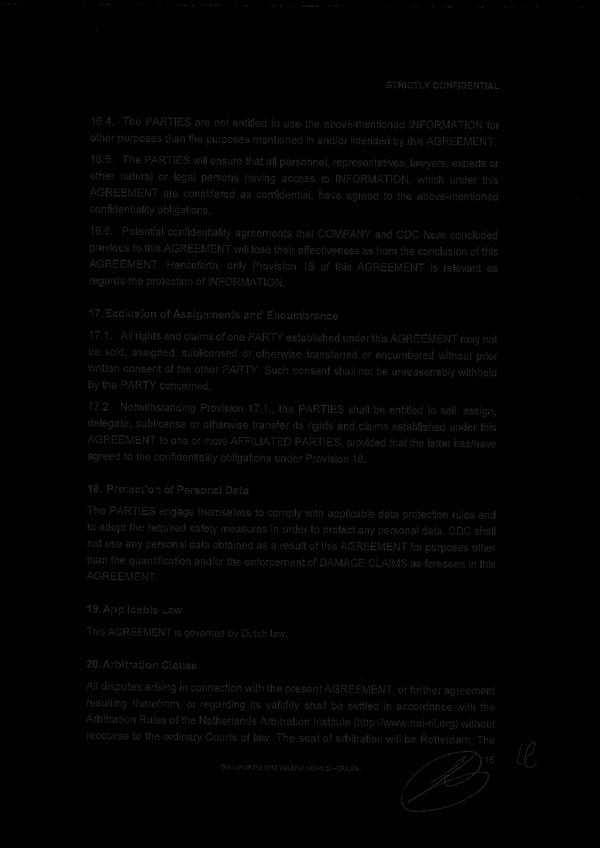 STRICTLY CONFIDENTIAL
16.4. The PARTIES are not entitled to use the above-mentioned INFORMATION for
other purposes than the purposes mentioned in and/or intended by this AGREEMENT.
16.5. The PARTIES will ensure that all personnel, representatives, lawyers, experts or
other natural or legal persons having access to INFORMATION, which under this
AGREEMENT are considered as confidential, have agreed to the above-mentioned
confidentiality obligations.
16.6. Potential confidentiality agreements that COMPANY and CDC have concluded
previous to this AGREEMENT will lose their effectiveness as from the conclusion of this
AGREEMENT. Henceforth, only Provision 16 of this AGREEMENT is relevant as
regards the protection of INFORMATION.
17. Exclusion of Assignments and Encumbrance
17.1. All rights and claims of one PARTY established under this AGREEMENT may not
be sold, assigned, sublicensed or otherwise transferred or encumbered without prior
written consent of the other PARTY. Such consent shall not be unreasonably withheld
by the PARTY concerned.
17.2. Notwithstanding Provision 17.1., the PARTIES shall be entitled to sell, assign,
delegate, sublicense or otherwise transfer its rights and claims established under this
AGREEMENT to one or more AFFILIATED PARTIES, provided that the latter has/have
agreed to the confidentiality obligations under Provision 16.
18. Protection of Personal Data
The PARTIES engage themselves to comply with applicable data protection rules and
to adopt the required safety measures in order to protect any personal data. CDC shall
not use any personal data obtained as a result of this AGREEMENT for purposes other
than the quantification and/or the enforcement of DAMAGE CLAIMS as foreseen in this
AGREEMENT.
19. Applicable Law
This AGREEMENT is governed by Dutch law.
20. Arbitration Clause
All disputes arising in connection with the present AGREEMENT, or further agreement
resulting therefrom, or regarding its validity shall be settled in accordance with the
Arbitration Rules of the Netherlands Arbitration Institute (http://www.nai-nl.org) without
recourse to the ordinary Courts of law. The seat of arbitration will be Rotterdam, The
16